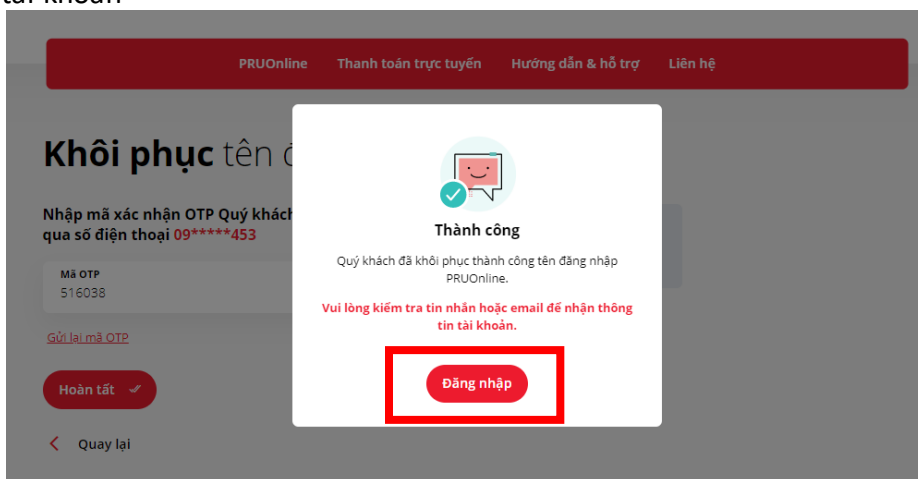 tài khoản
PRUOnline Thanh toán trực tuyến Hướng dẫn & hỗ trợ Liên hệ
Khôi phục tên
Nhập mã xác nhận OTP Quý khách
qua số điện thoại 09*****453
Mã OTP
516038
Gửi lại mã OTP
Hoàn tất
Quay lại
Thành công
Quý khách đã khôi phục thành công tên đăng nhập
PRUOnline.
Vui lòng kiểm tra tin nhắn hoặc email để nhận thông
tin tài khoản.
Đăng nhập